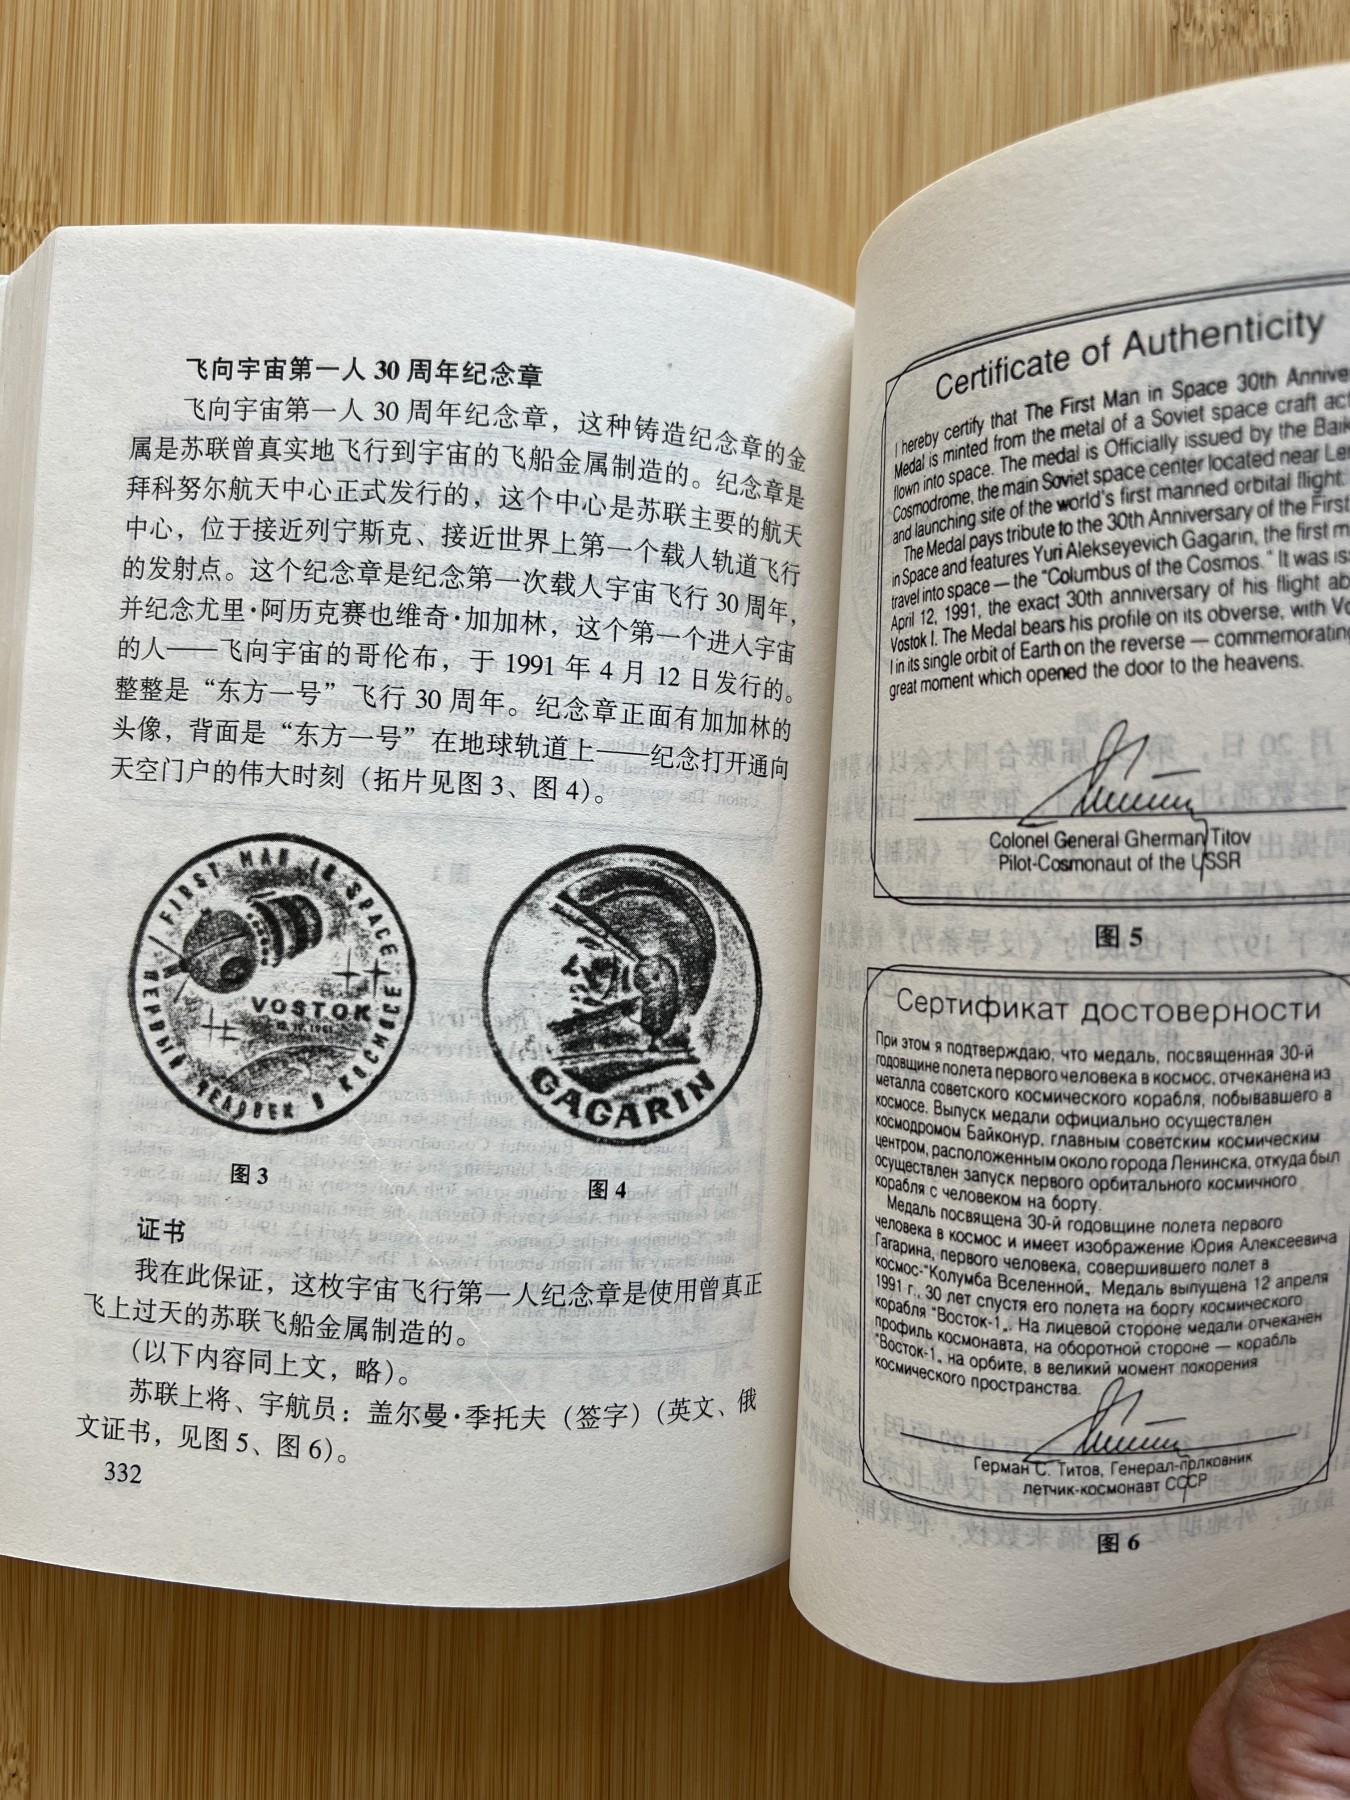 飞向宇宙第一人 30 周年纪念章
飞向宇宙第一人 30 周年纪念章，这种铸造纪念章的金
属是苏联曾真实地飞行到宇宙的飞船金属制造的。纪念章是
拜科努尔航天中心正式发行的，这个中心是苏联主要的航天
中心，位于接近列宁斯克、接近世界上第一个载人轨道飞行
的发射点。这个纪念章是纪念第一次载人宇宙飞行 30 周年，
并纪念尤里·阿历克赛也维奇·加加林，这个第一个进入宇宙
的人——飞向宇宙的哥伦布，于 1991 年 4 月 12 日发行的。
整整是“东方一号”飞行 30 周年。纪念章正面有加加林的
头像，背面是“东方一号”在地球轨道上——纪念打开通向
天空门户的伟大时刻（拓片见图 3、图 4）。
FIRST MAN IN SPACE
VOSTOK
12.IV.1961
ПЕРВЫЙ ЧЕЛОВЕК В КОСМОСЕ
GAGARIN
图 3
图 4
证书
我在此保证，这枚宇宙飞行第一人纪念章是使用曾真正
飞上过天的苏联飞船金属制造的。
（以下内容同上文，略）。
苏联上将、宇航员：盖尔曼·季托夫（签字）（英文、俄
文证书，见图 5、图 6）。
332
Certificate of Authenticity
I hereby certify that The First Man in Space 30th
Medal is minted from the metal of a Soviet space craft
flown into space. The medal is Officially issued by the
Cosmodrome, the main Soviet space center located near
and launching site of the world's first manned orbital flight.
The Medal pays tribute to the 30th Anniversary of the First
in Space and features Yuri Alekseyevich Gagarin, the first
travel into space — the "Columbus of the Cosmos." It was
April 12, 1991, the exact 30th anniversary of his flight
Vostok I. The Medal bears his profile on its obverse, with
I in its single orbit of Earth on the reverse — commemorating
great moment which opened the door to the heavens.
Colonel General Gherman Titov
Pilot-Cosmonaut of the USSR
图 5
Сертификат достоверности
При этом я подтверждаю, что медаль, посвященная 30-й
годовщине полета первого человека в космос, отчеканена из
металла советского космического корабля, побывавшего в
космосе. Выпуск медали официально осуществлен
космодромом Байконур, главным советским космическим
центром, расположенным около города Ленинска, откуда был
осуществлен запуск первого орбитального космичного
корабля с человеком на борту.
Медаль посвящена 30-й годовщине полета первого
человека в космос и имеет изображение Юрия Алексеевича
Гагарина, первого человека, совершившего полет в
космос-"Колумба Вселенной„ Медаль выпущена 12 апреля
1991 г., 30 лет спустя его полета на борту космического
корабля "Восток-1„. На лицевой стороне медали отчеканен
профиль космонавта, на оборотной стороне — корабль
"Восток-1„ на орбите, в великий момент покорения
космического пространства.
Герман С. Титов, Генерал-полковник
летчик-космонавт СССР
图 6